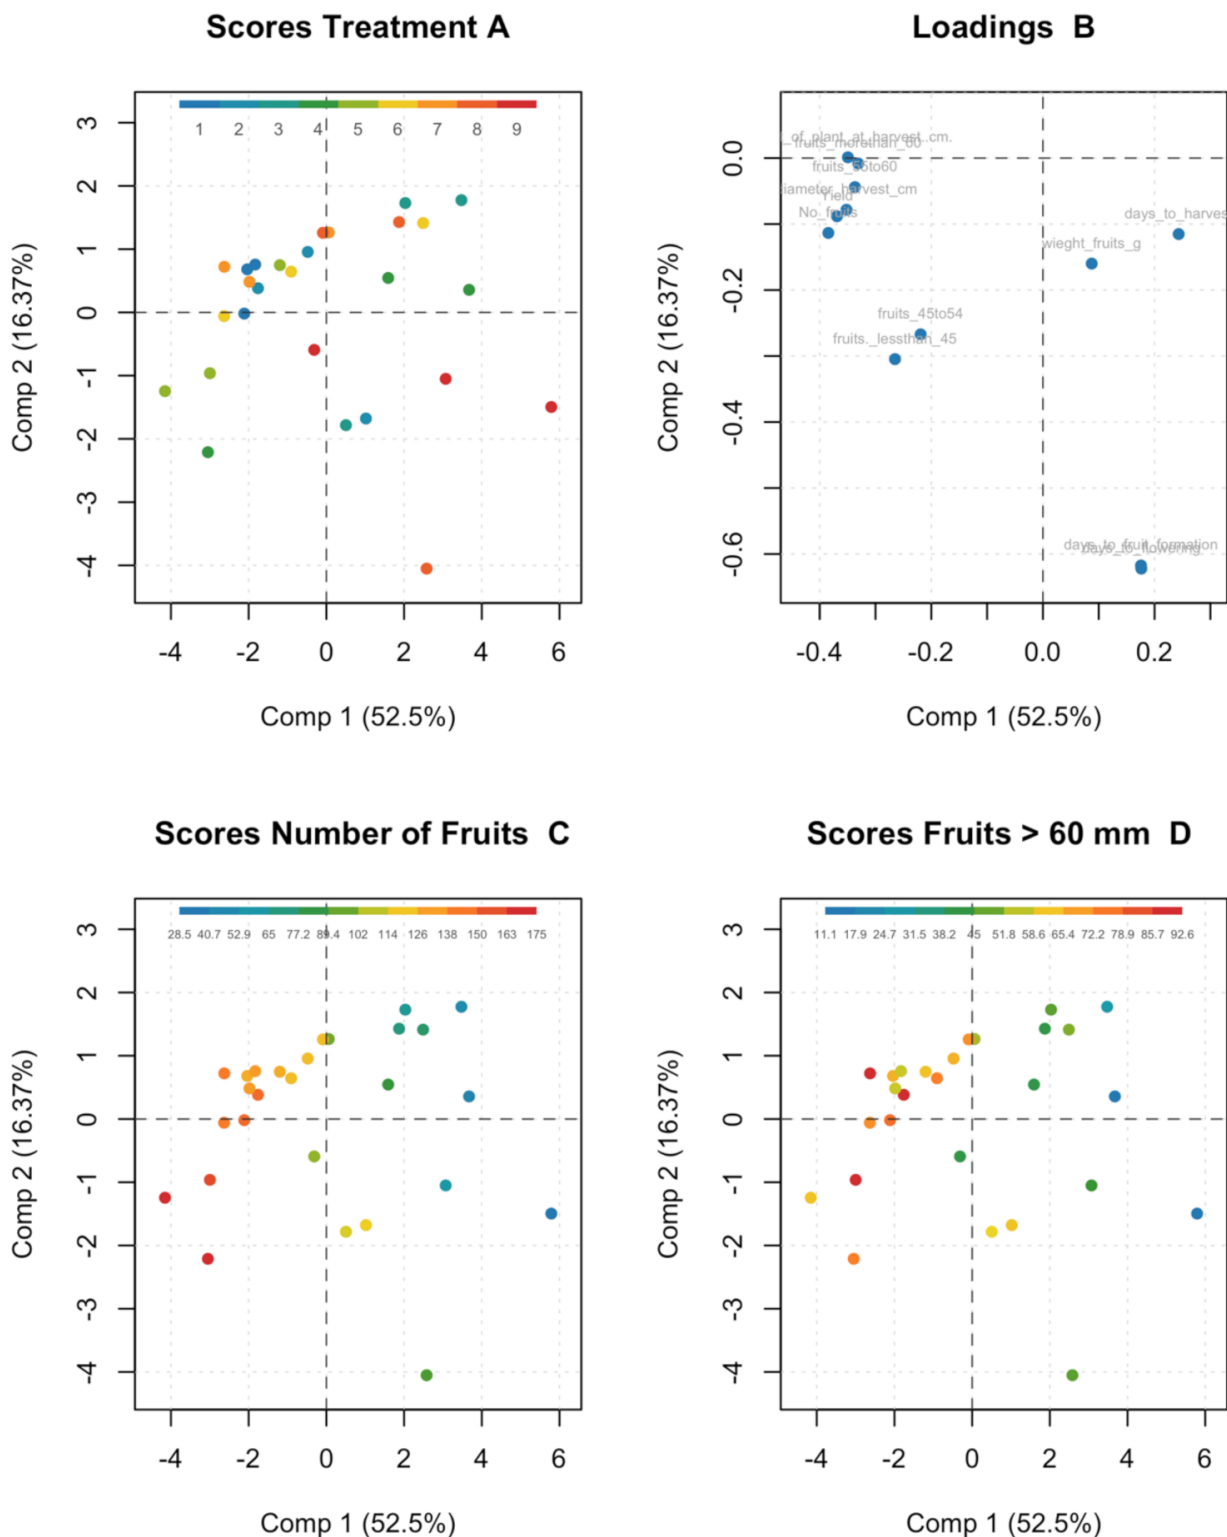 Scores Treatment A
1 2 3 4 5 6 7 8 9
3
2
1
0
-1
-2
-3
-4
-4 -2 0 2 4 6
Comp 2 (16.37%)
Comp 1 (52.5%)
Loadings B
_of_plant_at_harvest_cm.
_fruits_morethan_60
fruits_55to60
diameter_harvest_cm
Yield
No_fruits
days_to_harves
wieght_fruits_g
fruits_45to54
fruits._lessthan_45
days_to_fruit_formation
days_to_flowering
0.0
-0.2
-0.4
-0.6
-0.4 -0.2 0.0 0.2
Comp 2 (16.37%)
Comp 1 (52.5%)
Scores Number of Fruits C
28.5 40.7 52.9 65 77.2 89.4 102 114 126 138 150 163 175
3
2
1
0
-1
-2
-3
-4
-4 -2 0 2 4 6
Comp 2 (16.37%)
Comp 1 (52.5%)
Scores Fruits > 60 mm D
11.1 17.9 24.7 31.5 38.2 45 51.8 58.6 65.4 72.2 78.9 85.7 92.6
3
2
1
0
-1
-2
-3
-4
-4 -2 0 2 4 6
Comp 2 (16.37%)
Comp 1 (52.5%)